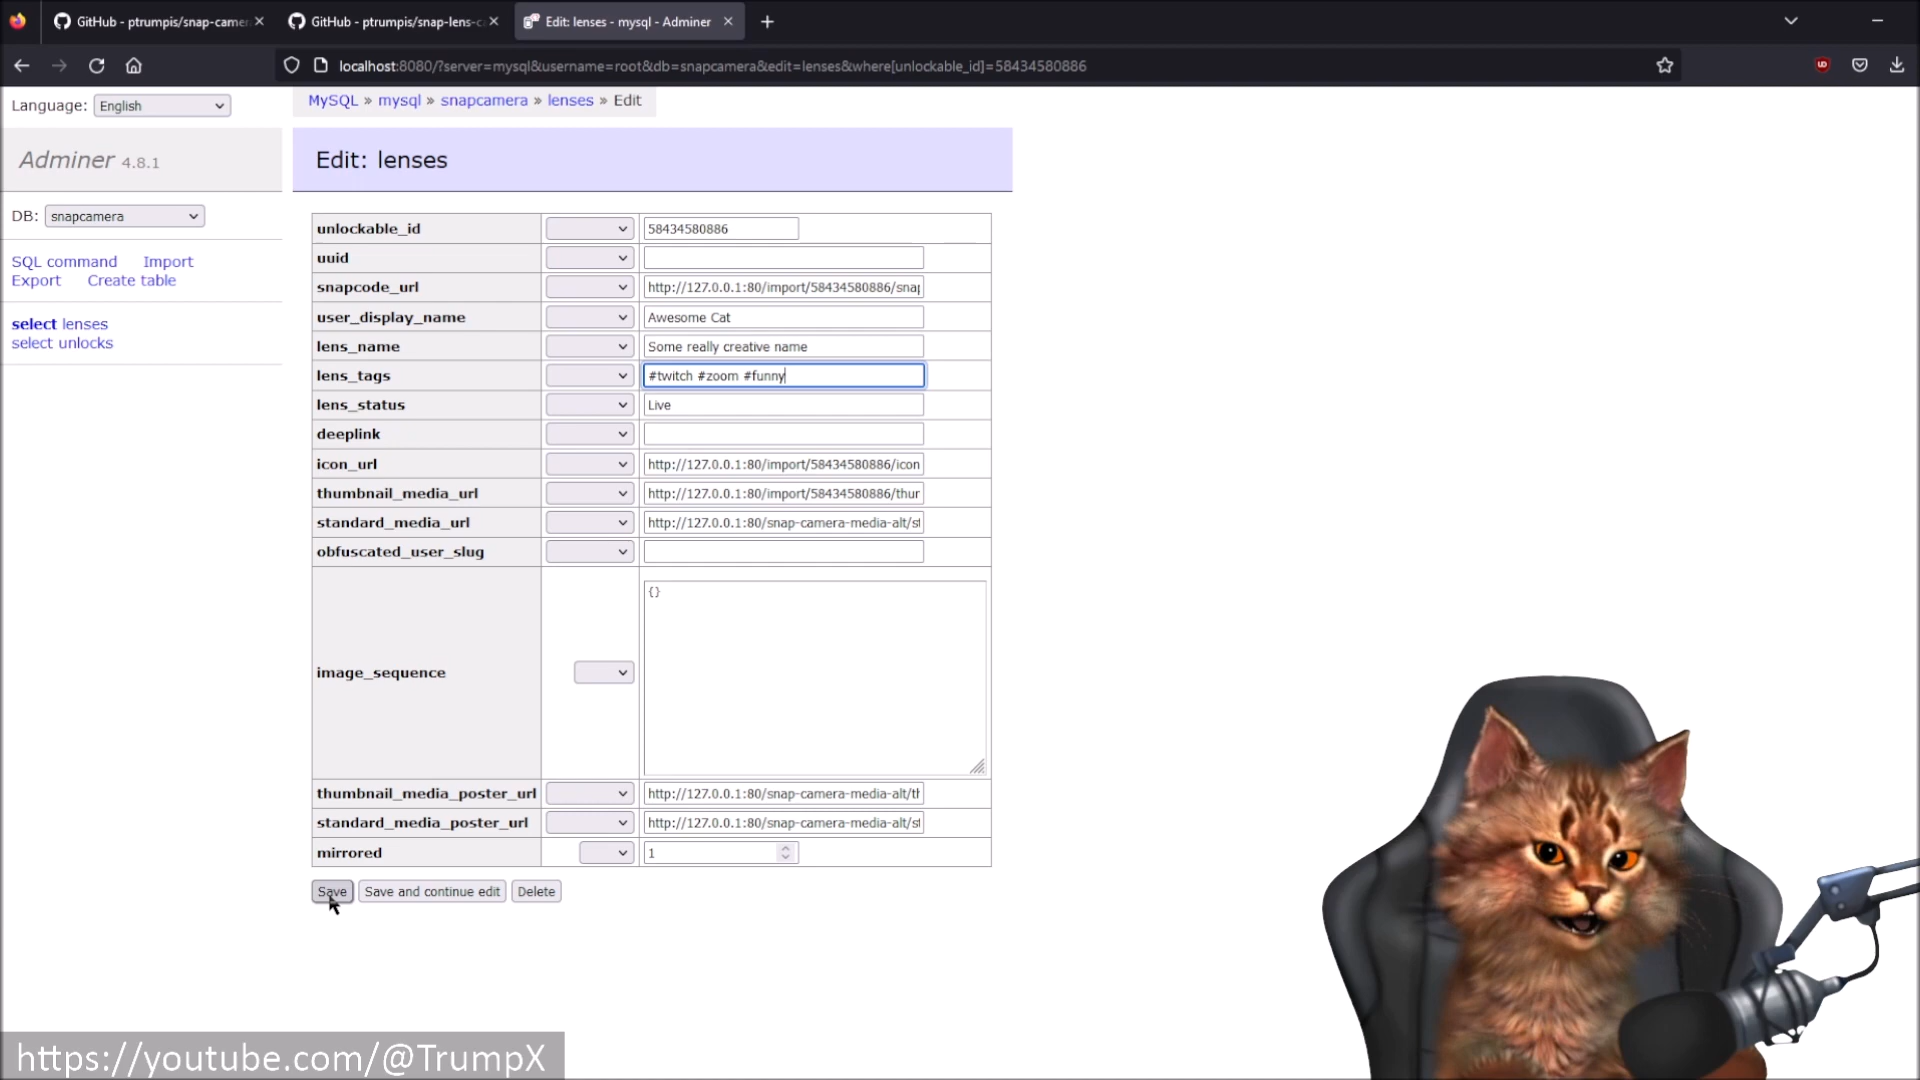 GitHub - ptrumpis/snap-camer
GitHub - ptrumpis/snap-lens-c
Edit: lenses - mysql - Adminer
localhost:8080/?server=mysql&username=root&db=snapcamera&edit=lenses&where[unlockable_id]=58434580886
Language: English
MySQL » mysql » snapcamera » lenses » Edit
Adminer 4.8.1
Edit: lenses
DB: snapcamera
SQL command Import
Export Create table
select lenses
select unlocks
unlockable_id 58434580886
uuid
snapcode_url http://127.0.0.1:80/import/58434580886/snap
user_display_name Awesome Cat
lens_name Some really creative name
lens_tags #twitch #zoom #funny
lens_status Live
deeplink
icon_url http://127.0.0.1:80/import/58434580886/icon
thumbnail_media_url http://127.0.0.1:80/import/58434580886/thur
standard_media_url http://127.0.0.1:80/snap-camera-media-alt/st
obfuscated_user_slug
image_sequence {}
thumbnail_media_poster_url http://127.0.0.1:80/snap-camera-media-alt/th
standard_media_poster_url http://127.0.0.1:80/snap-camera-media-alt/st
mirrored 1
Save Save and continue edit Delete
https://youtube.com/@TrumpX